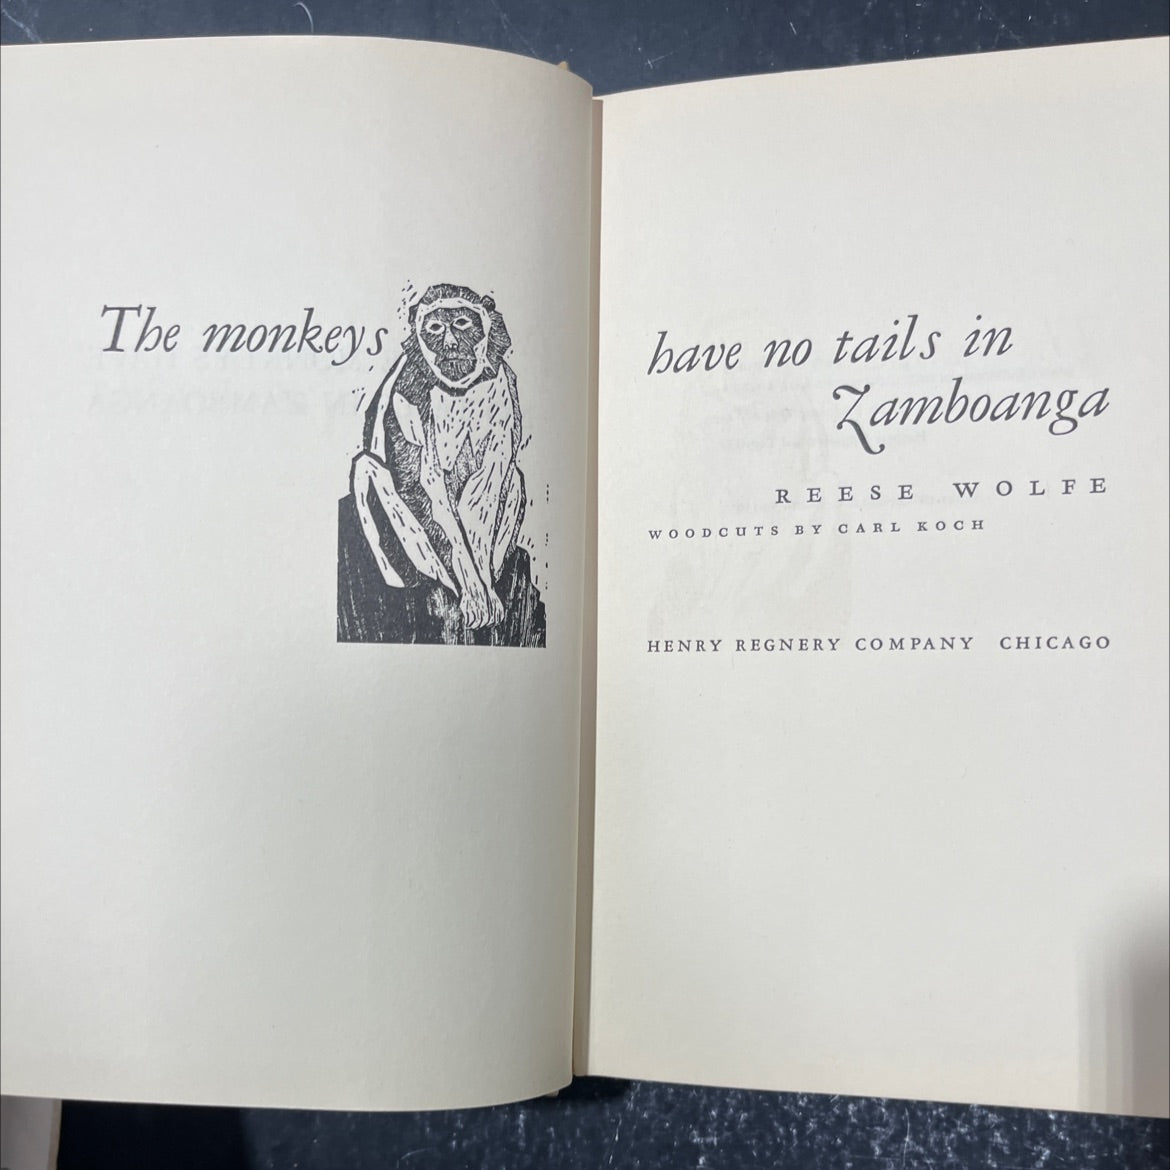 The monkeys
have no tails in
Zamboanga
REESE WOLFE
WOODCUTS BY CARL KOCH
HENRY REGNERY COMPANY CHICAGO